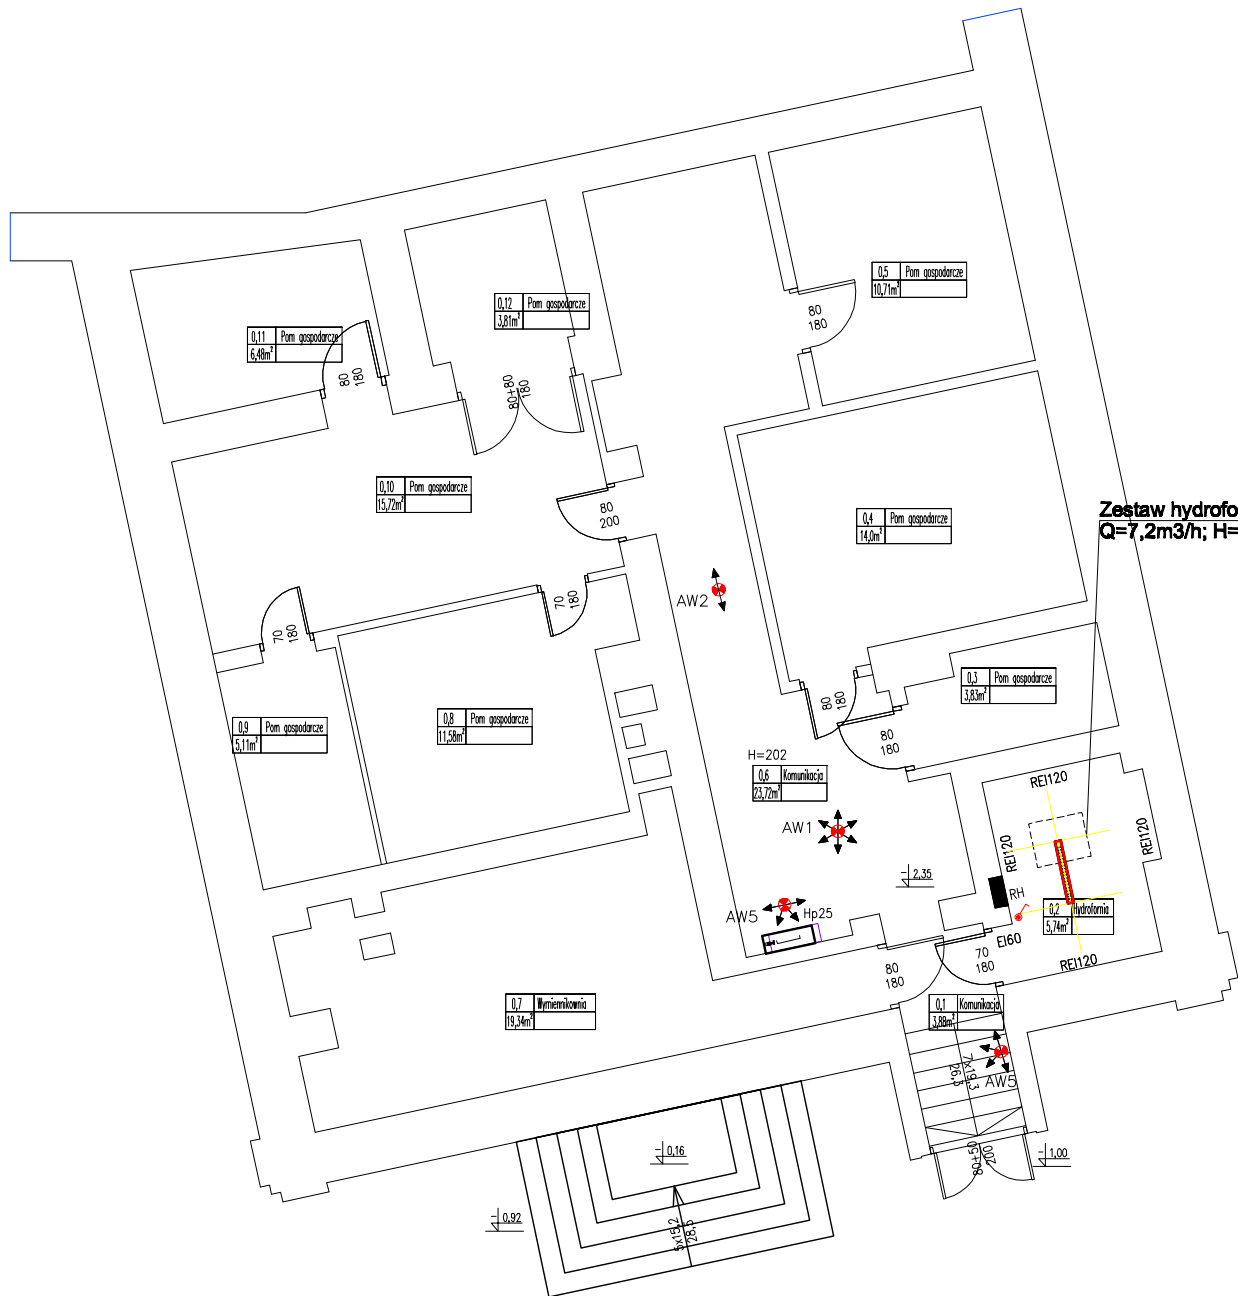 0,5 Pom gospodarcze
10,71m²
80
180
0,12 Pom gospodarcze
3,81m²
0,11 Pom gospodarcze
6,48m²
80
180
80+80
180
0,10 Pom gospodarcze
15,72m²
80
200
0,4 Pom gospodarcze
14,0m²
Zestaw hydrofo
Q=7,2m3/h; H=
AW2
70
180
70
180
0,3 Pom gospodarcze
3,83m²
80
180
0,9 Pom gospodarcze
5,11m²
0,8 Pom gospodarcze
11,58m²
80
180
H=202
0,6 Komunikacja
23,72m²
AW1
REI120
REI120
REI120
- 2,35
RH
AW5
Hp25
0,2 Hydrofornia
5,74m²
EI60
REI120
70
180
80
180
0,7 Wymiennikownia
19,34m²
0,1 Komunikacja
3,88m²
7x19,3
26,3
AW5
- 0,16
80+50
200
- 1,00
- 0,92
5x15,2
28,5